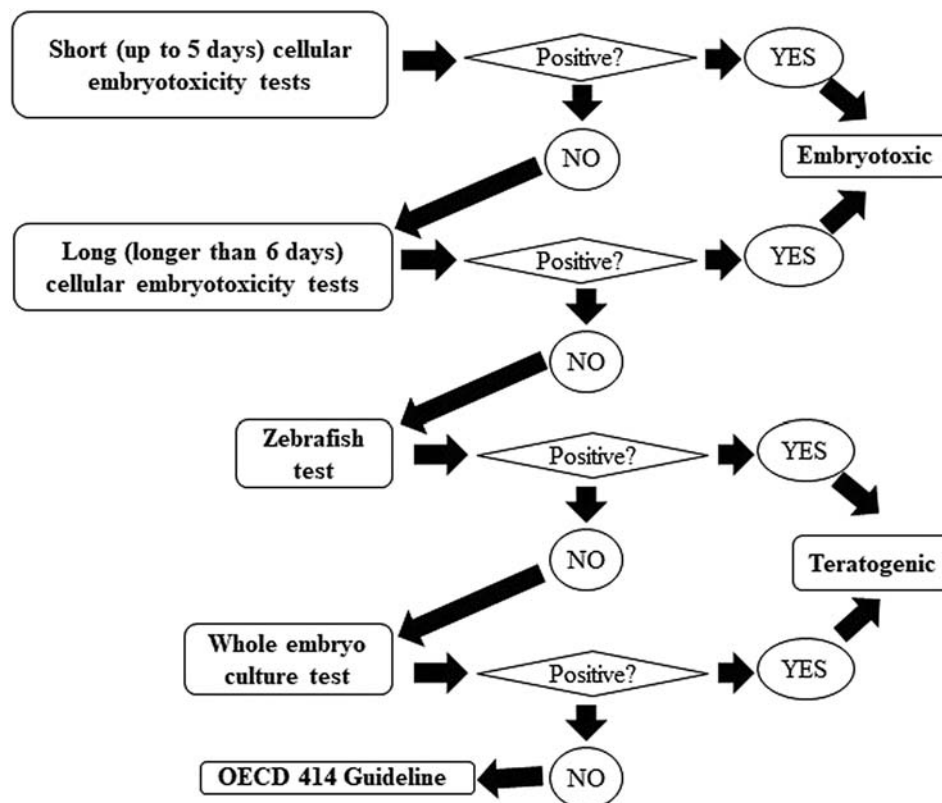 Short (up to 5 days) cellular
embryotoxicity tests
Positive?
YES
NO
Embryotoxic
Long (longer than 6 days)
cellular embryotoxicity tests
Positive?
YES
NO
Zebrafish
test
Positive?
YES
NO
Teratogenic
Whole embryo
culture test
Positive?
YES
NO
OECD 414 Guideline